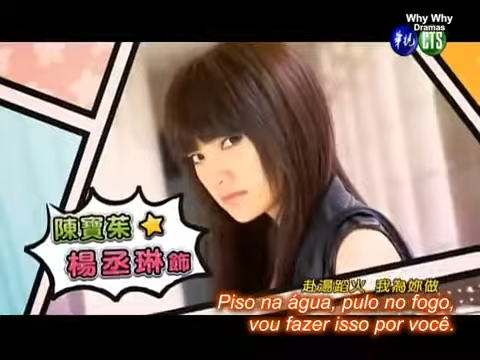 Why Why
Dramas
華視 CTS
陳寶茱
楊丞琳 飾
赴湯蹈火 我為妳做
Piso na água, pulo no fogo,
vou fazer isso por você.